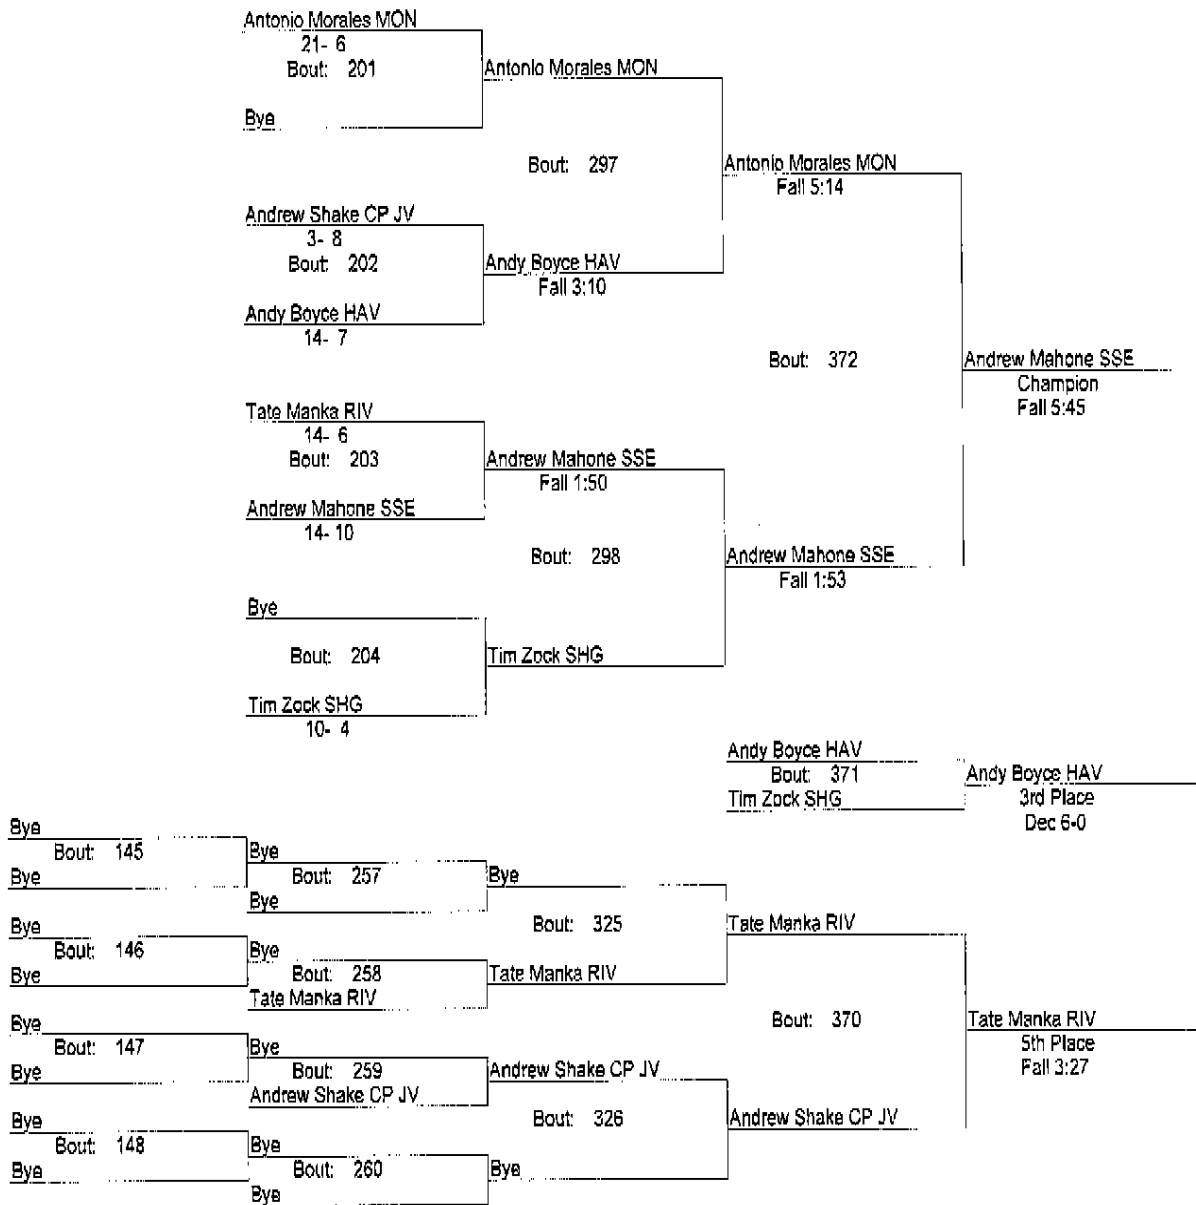 Antonio Morales MON
21- 6
Bout: 201
Antonio Morales MON
Bye
Bout: 297
Antonio Morales MON
Fall 5:14
Andrew Shake CP JV
3- 8
Bout: 202
Andy Boyce HAV
Fall 3:10
Andy Boyce HAV
14- 7
Bout: 372
Andrew Mahone SSE
Champion
Fall 5:45
Tate Manka RIV
14- 6
Bout: 203
Andrew Mahone SSE
Fall 1:50
Andrew Mahone SSE
14- 10
Bout: 298
Andrew Mahone SSE
Fall 1:53
Bye
Bout: 204
Tim Zock SHG
Tim Zock SHG
10- 4
Andy Boyce HAV
Bout: 371
Andy Boyce HAV
Tim Zock SHG
3rd Place
Dec 6-0
Bye
Bout: 145
Bye
Bye
Bout: 257
Bye
Bye
Bye
Bout: 325
Tate Manka RIV
Bout: 146
Bye
Bye
Bout: 258
Tate Manka RIV
Tate Manka RIV
Bye
Bout: 370
Tate Manka RIV
5th Place
Fall 3:27
Bout: 147
Bye
Bye
Bout: 259
Andrew Shake CP JV
Andrew Shake CP JV
Bye
Bout: 326
Andrew Shake CP JV
Bout: 148
Bye
Bye
Bout: 260
Bye
Bye